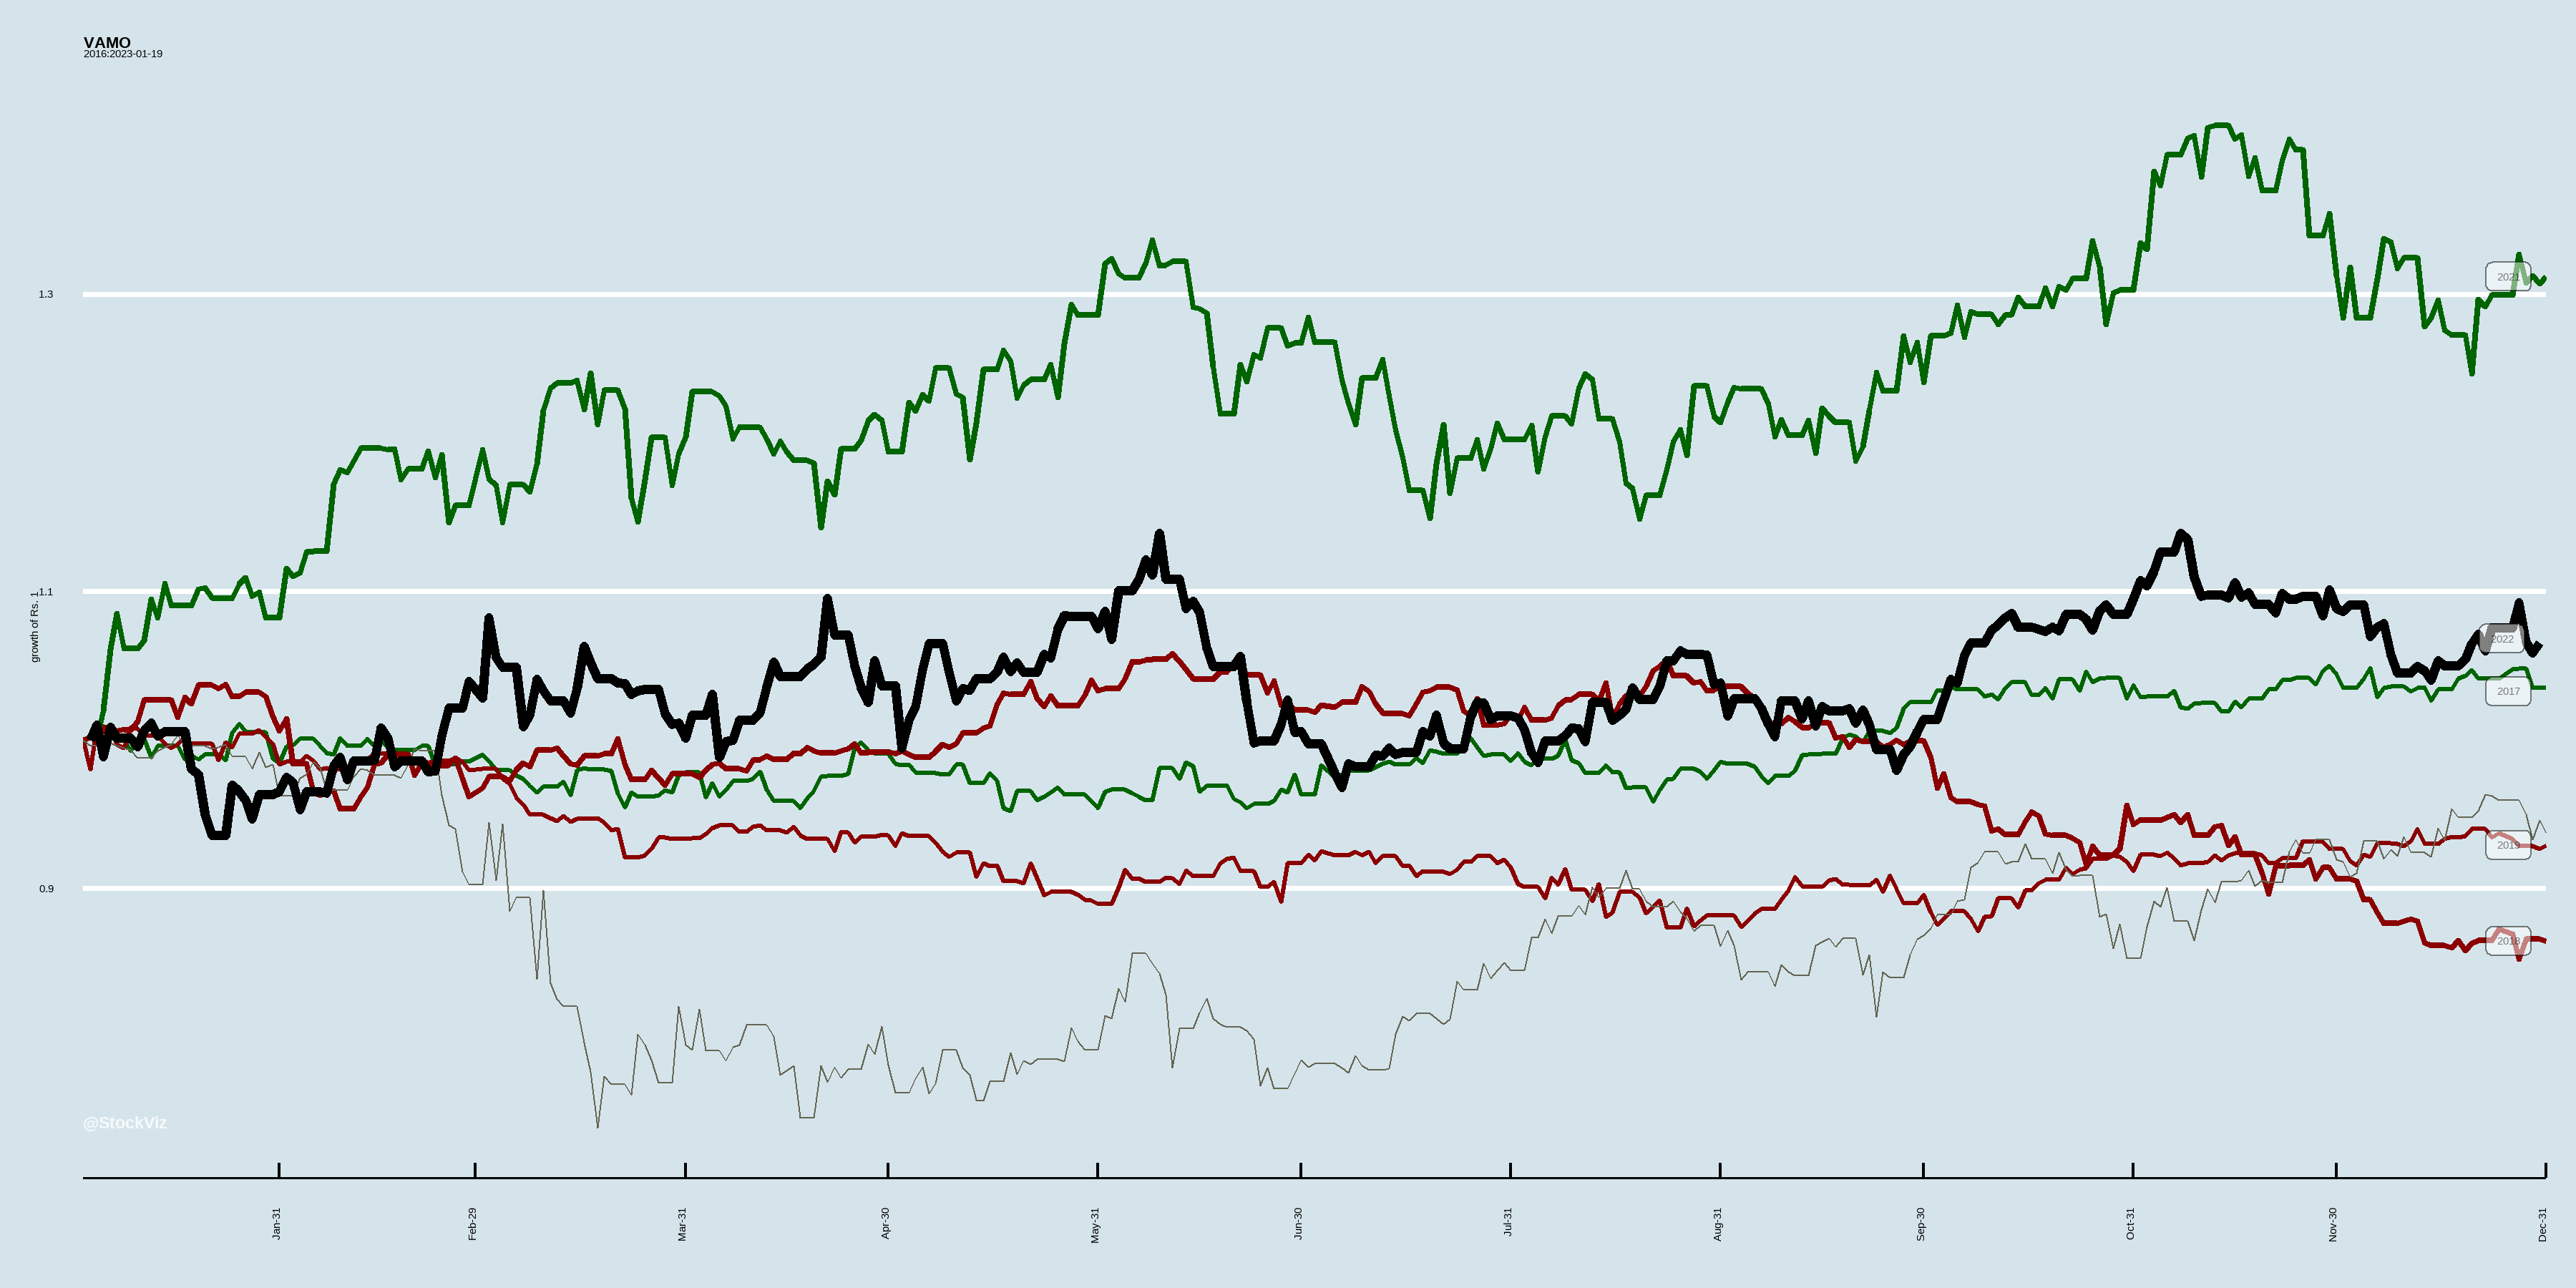 VAMO
2016:2023-01-19
1.3
1.1
growth of Rs. 1
0.9
2021
2022
2017
2019
2018
@StockViz
Jan-31
Feb-29
Mar-31
Apr-30
May-31
Jun-30
Jul-31
Aug-31
Sep-30
Oct-31
Nov-30
Dec-31